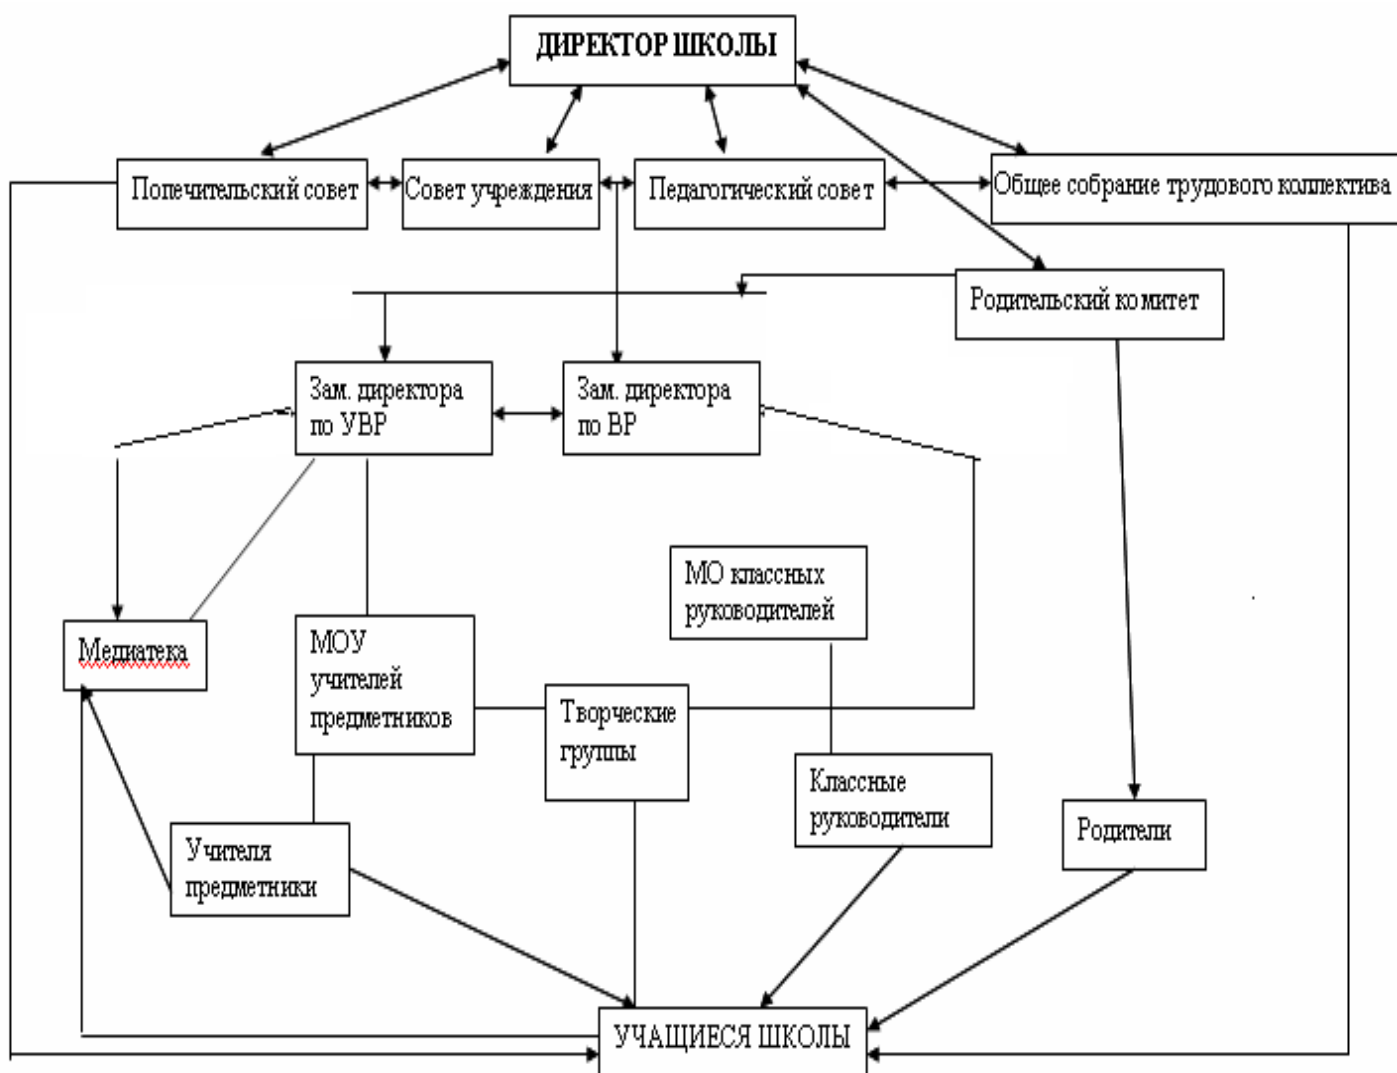 ДИРЕКТОР ШКОЛЫ
Попечительский совет
Совет учреждения
Педагогический совет
Общее собрание трудового коллектива
Родительский комитет
Зам. директора
по УВР
Зам. директора
по ВР
МО классных
руководителей
Медиатека
МОУ
учителей
предметников
Творческие
группы
Классные
руководители
Родители
Учителя
предметники
УЧАЩИЕСЯ ШКОЛЫ